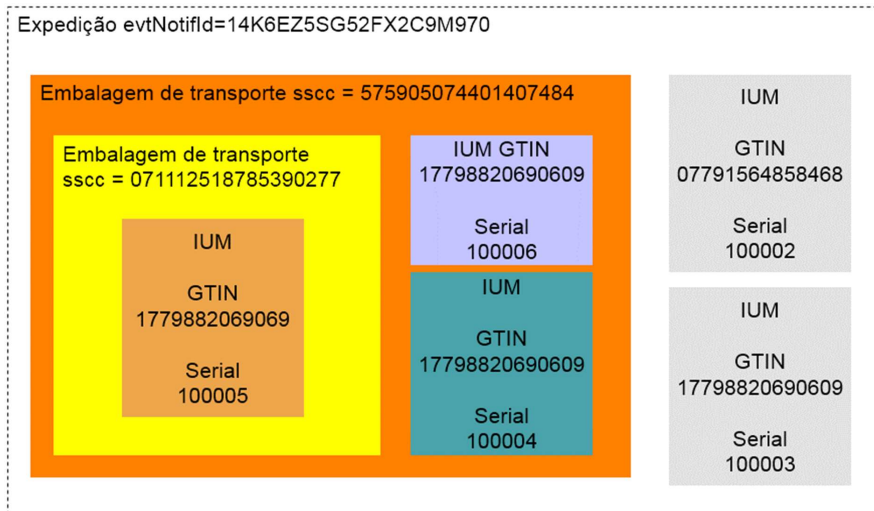 Expedição evtNotifId=14K6EZ5SG52FX2C9M970
Embalagem de transporte sscc = 575905074401407484
Embalagem de transporte
sscc = 071112518785390277
IUM
GTIN
1779882069069
Serial
100005
IUM GTIN
17798820690609
Serial
100006
IUM
GTIN
17798820690609
Serial
100004
IUM
GTIN
07791564858468
Serial
100002
IUM
GTIN
17798820690609
Serial
100003